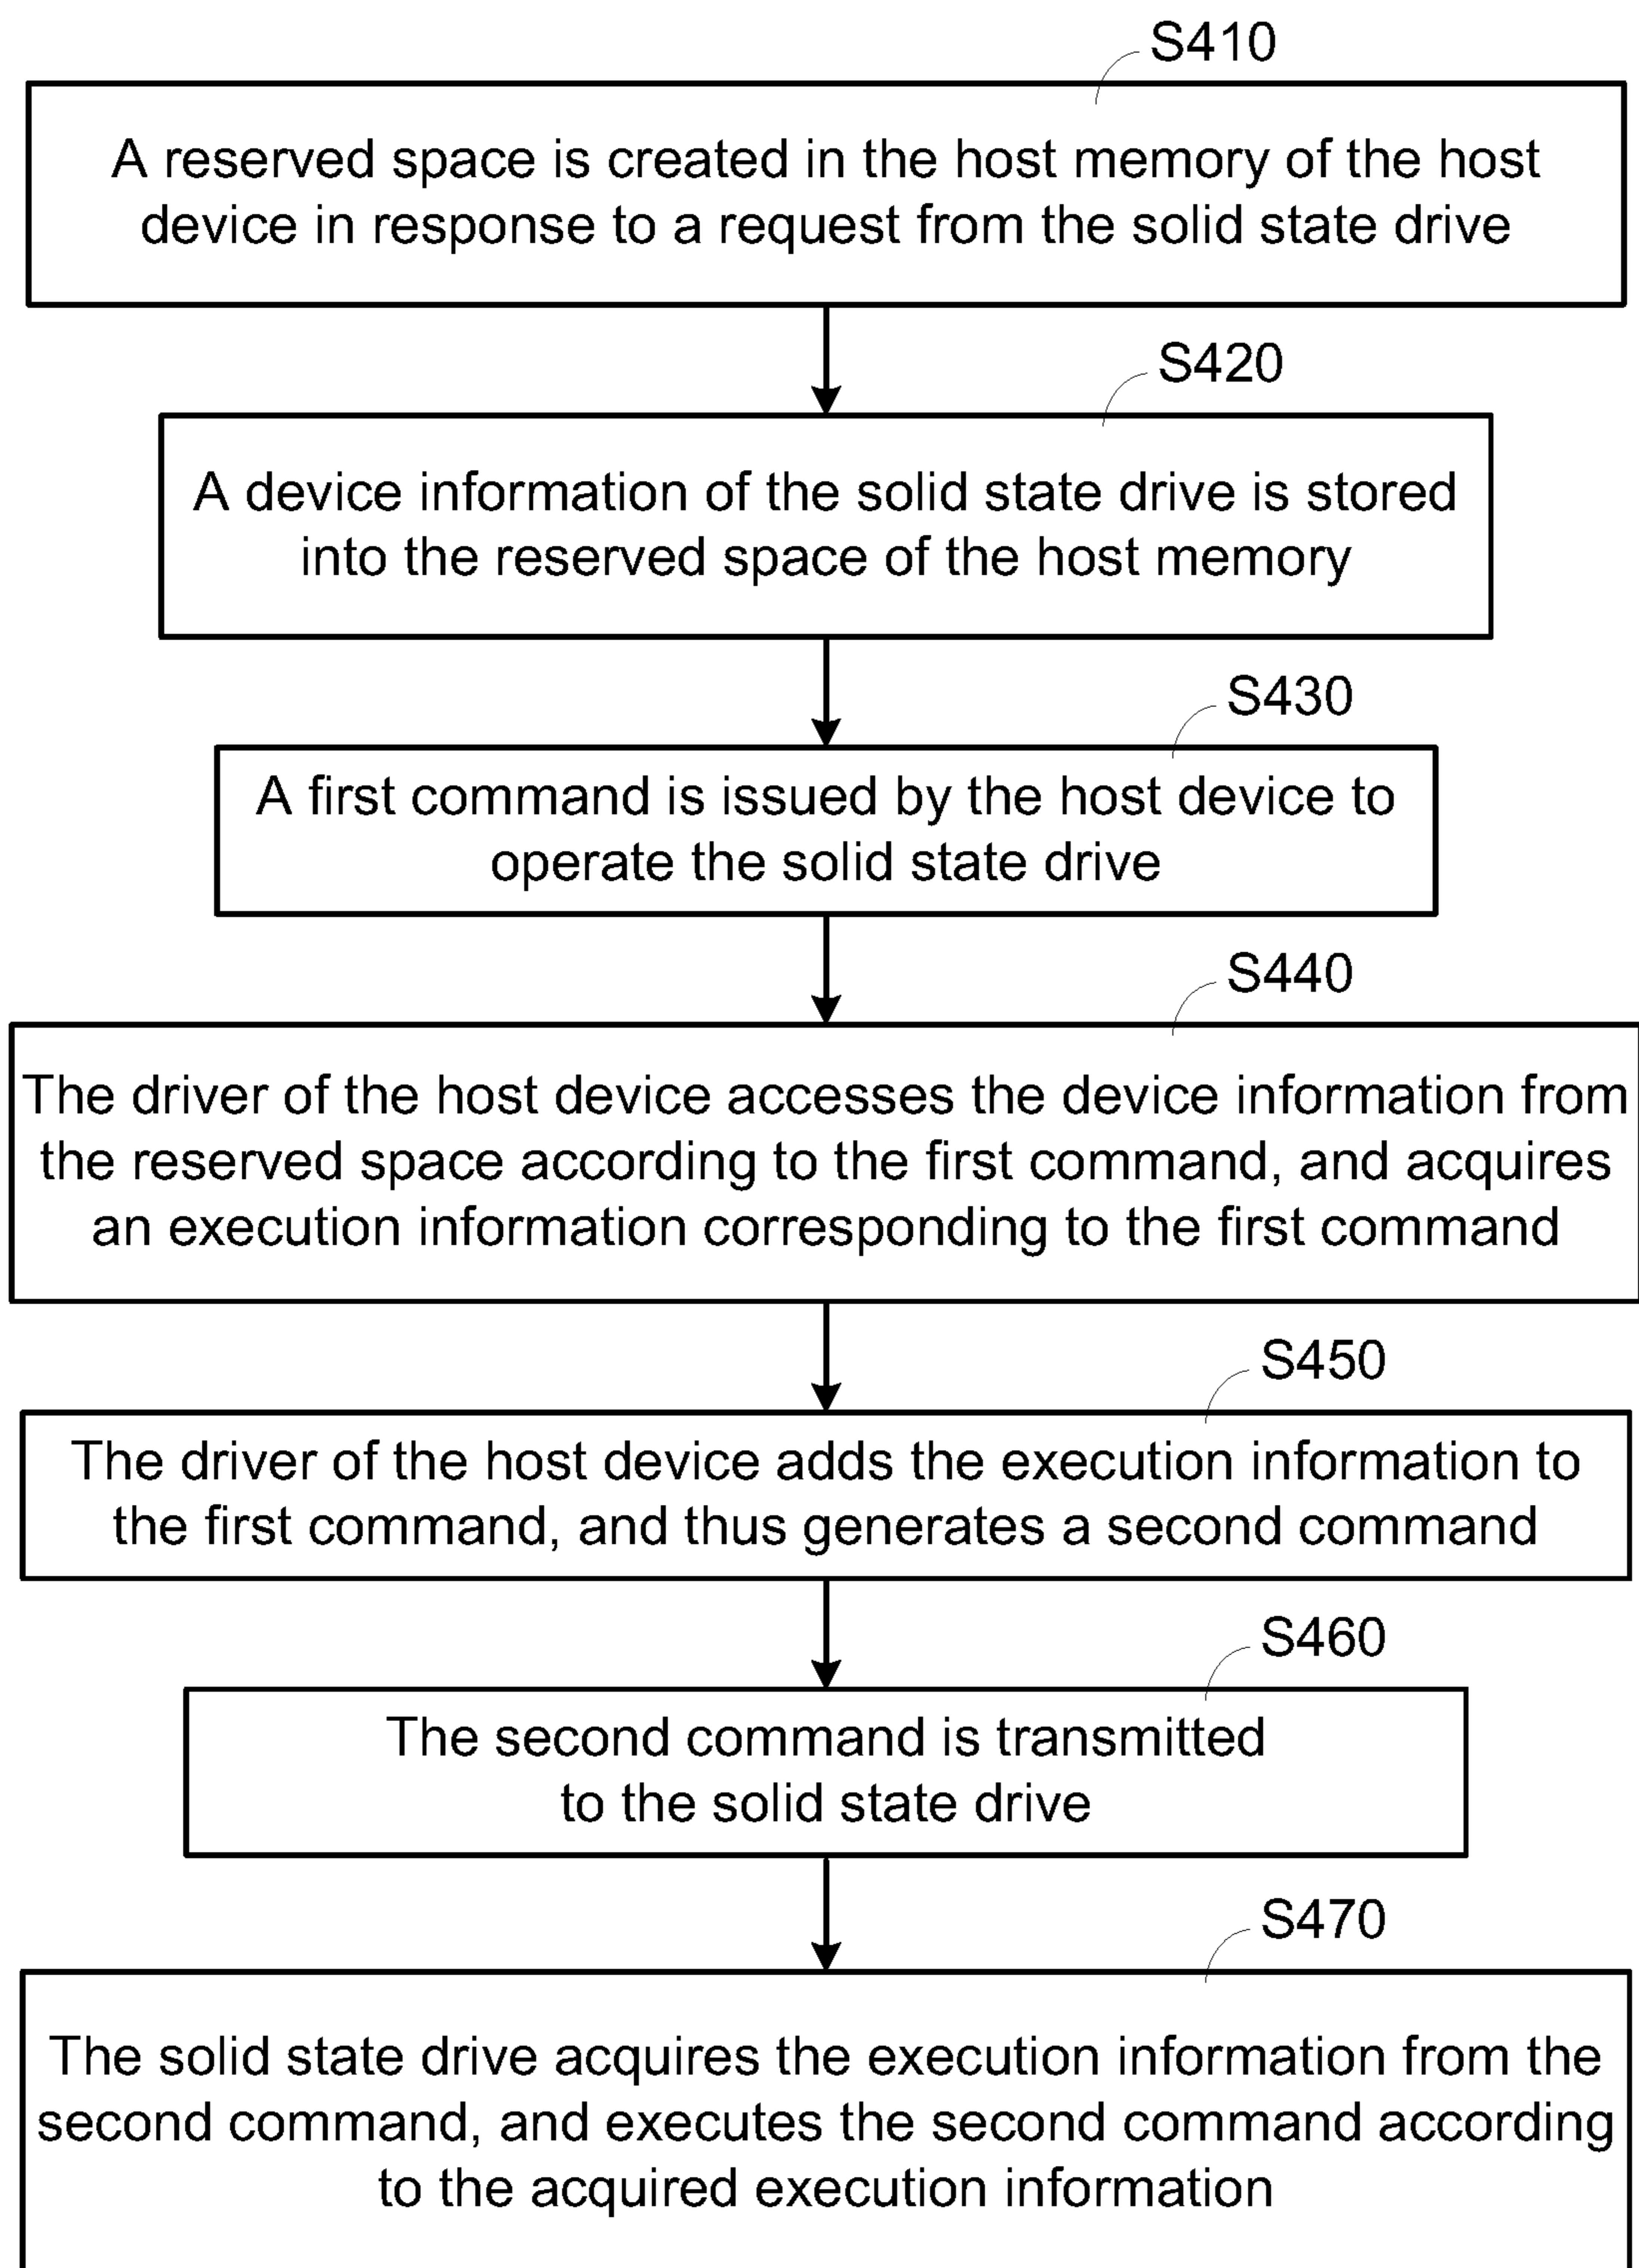 S410
A reserved space is created in the host memory of the host
device in response to a request from the solid state drive
S420
A device information of the solid state drive is stored
into the reserved space of the host memory
S430
A first command is issued by the host device to
operate the solid state drive
S440
The driver of the host device accesses the device information from
the reserved space according to the first command, and acquires
an execution information corresponding to the first command
S450
The driver of the host device adds the execution information to
the first command, and thus generates a second command
S460
The second command is transmitted
to the solid state drive
S470
The solid state drive acquires the execution information from the
second command, and executes the second command according
to the acquired execution information